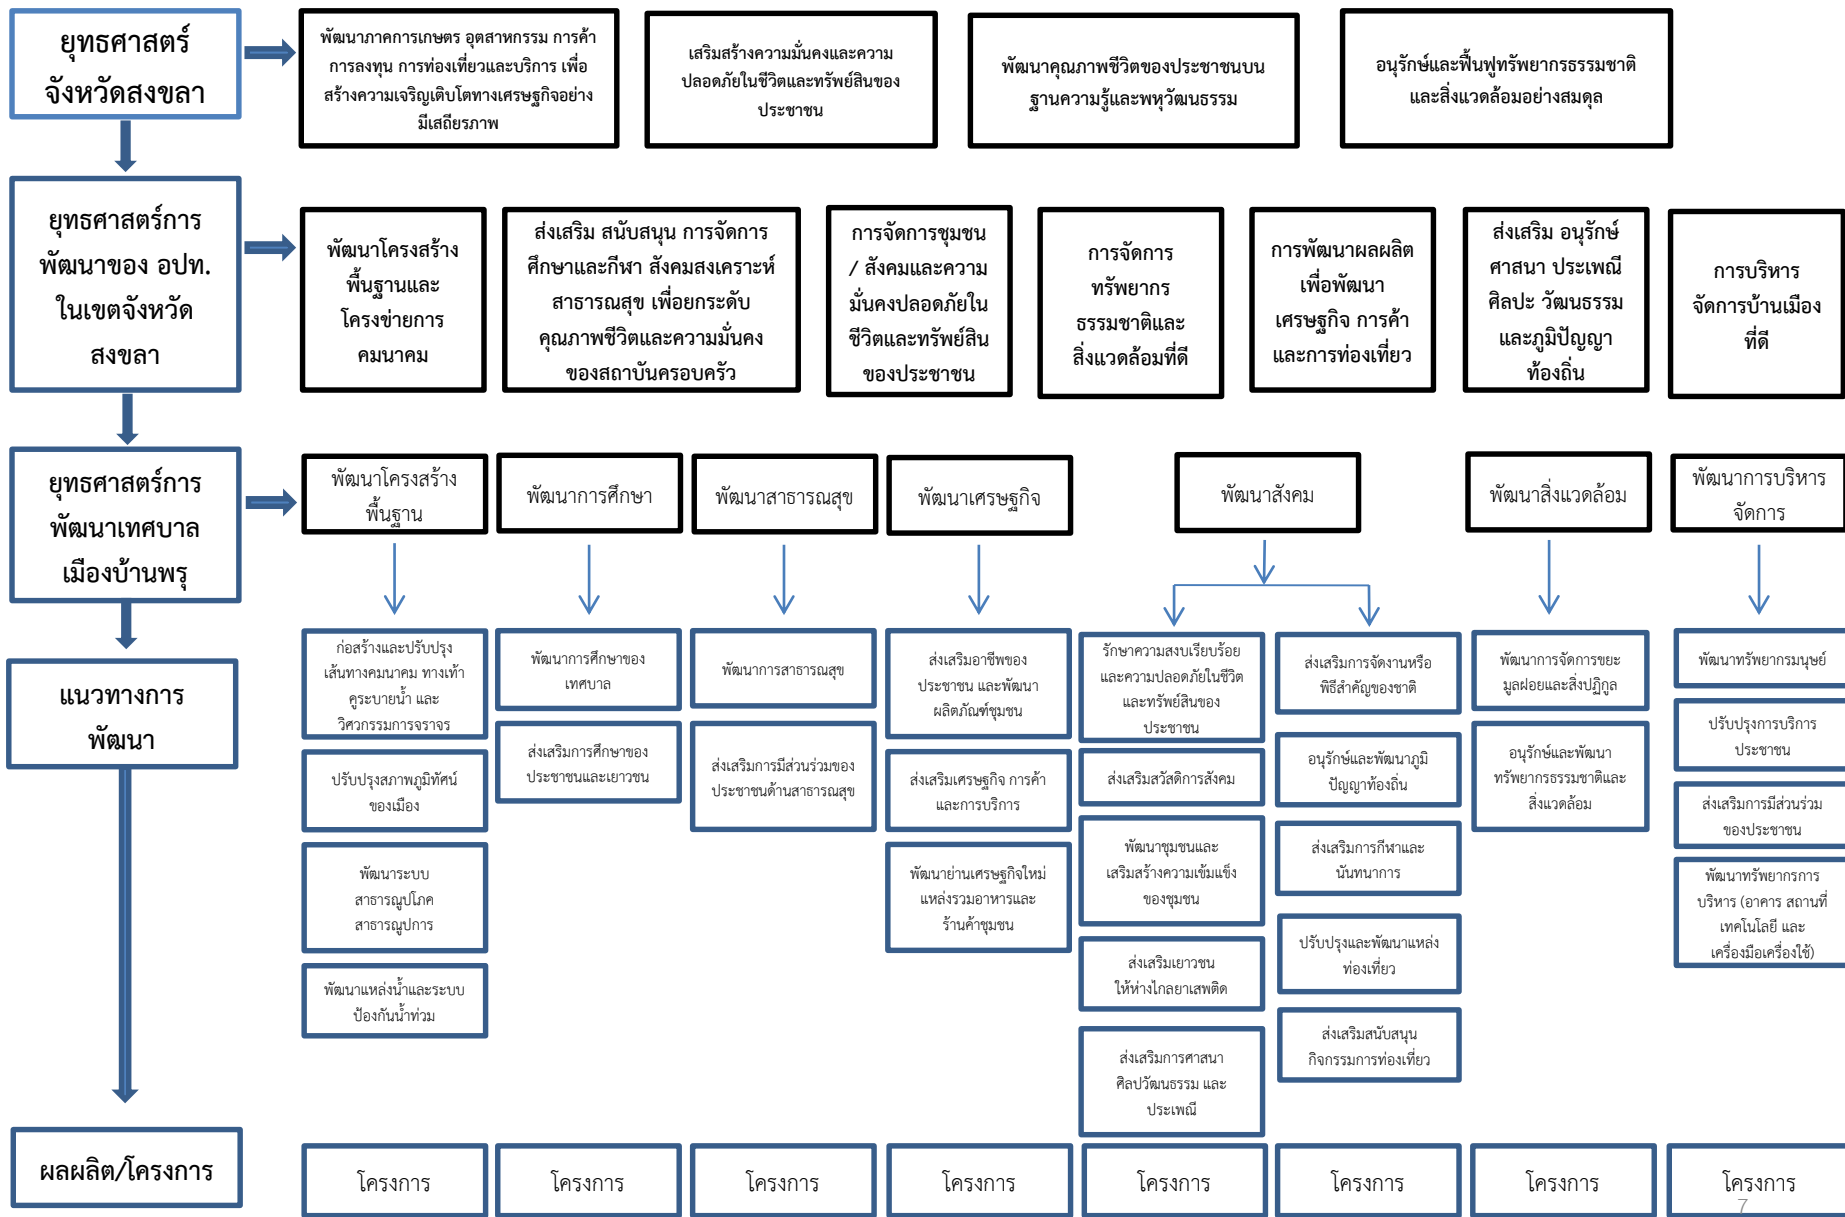 ยุทธศาสตร์
จังหวัดสงขลา
พัฒนาภาคการเกษตร อุตสาหกรรม การค้า
การลงทุน การท่องเที่ยวและบริการ เพื่อ
สร้างความเจริญเติบโตทางเศรษฐกิจอย่าง
มีเสถียรภาพ
เสริมสร้างความมั่นคงและความ
ปลอดภัยในชีวิตและทรัพย์สินของ
ประชาชน
พัฒนาคุณภาพชีวิตของประชาชนบน
ฐานความรู้และพหุวัฒนธรรม
อนุรักษ์และฟื้นฟูทรัพยากรธรรมชาติ
และสิ่งแวดล้อมอย่างสมดุล
ยุทธศาสตร์การ
พัฒนาของ อปท.
ในเขตจังหวัด
สงขลา
พัฒนาโครงสร้าง
พื้นฐานและ
โครงข่ายการ
คมนาคม
ส่งเสริม สนับสนุน การจัดการ
ศึกษาและกีฬา สังคมสงเคราะห์
สาธารณสุข เพื่อยกระดับ
คุณภาพชีวิตและความมั่นคง
ของสถาบันครอบครัว
การจัดการชุมชน
/ สังคมและความ
มั่นคงปลอดภัยใน
ชีวิตและทรัพย์สิน
ของประชาชน
การจัดการ
ทรัพยากร
ธรรมชาติและ
สิ่งแวดล้อมที่ดี
การพัฒนาผลผลิต
เพื่อพัฒนา
เศรษฐกิจ การค้า
และการท่องเที่ยว
ส่งเสริม อนุรักษ์
ศาสนา ประเพณี
ศิลปะ วัฒนธรรม
และภูมิปัญญา
ท้องถิ่น
การบริหาร
จัดการบ้านเมือง
ที่ดี
ยุทธศาสตร์การ
พัฒนาเทศบาล
เมืองบ้านพรุ
พัฒนาโครงสร้าง
พื้นฐาน
พัฒนาการศึกษา
พัฒนาสาธารณสุข
พัฒนาเศรษฐกิจ
พัฒนาสังคม
พัฒนาสิ่งแวดล้อม
พัฒนาการบริหาร
จัดการ
แนวทางการ
พัฒนา
ก่อสร้างและปรับปรุง
เส้นทางคมนาคม ทางเท้า
คูระบายน้ำ และ
วิศวกรรมการจราจร
ปรับปรุงสภาพภูมิทัศน์
ของเมือง
พัฒนาระบบ
สาธารณูปโภค
สาธารณูปการ
พัฒนาแหล่งน้ำและระบบ
ป้องกันน้ำท่วม
พัฒนาการศึกษาของ
เทศบาล
ส่งเสริมการศึกษาของ
ประชาชนและเยาวชน
พัฒนาการสาธารณสุข
ส่งเสริมการมีส่วนร่วมของ
ประชาชนด้านสาธารณสุข
ส่งเสริมอาชีพของ
ประชาชน และพัฒนา
ผลิตภัณฑ์ชุมชน
ส่งเสริมเศรษฐกิจ การค้า
และการบริการ
พัฒนาย่านเศรษฐกิจใหม่
แหล่งรวมอาหารและ
ร้านค้าชุมชน
รักษาความสงบเรียบร้อย
และความปลอดภัยในชีวิต
และทรัพย์สินของ
ประชาชน
ส่งเสริมสวัสดิการสังคม
พัฒนาชุมชนและ
เสริมสร้างความเข้มแข็ง
ของชุมชน
ส่งเสริมเยาวชน
ให้ห่างไกลยาเสพติด
ส่งเสริมการศาสนา
ศิลปวัฒนธรรม และ
ประเพณี
ส่งเสริมการจัดงานหรือ
พิธีสำคัญของชาติ
อนุรักษ์และพัฒนาภูมิ
ปัญญาท้องถิ่น
ส่งเสริมการกีฬาและ
นันทนาการ
ปรับปรุงและพัฒนาแหล่ง
ท่องเที่ยว
ส่งเสริมสนับสนุน
กิจกรรมการท่องเที่ยว
พัฒนาการจัดการขยะ
มูลฝอยและสิ่งปฏิกูล
อนุรักษ์และพัฒนา
ทรัพยากรธรรมชาติและ
สิ่งแวดล้อม
พัฒนาทรัพยากรมนุษย์
ปรับปรุงการบริการ
ประชาชน
ส่งเสริมการมีส่วนร่วม
ของประชาชน
พัฒนาทรัพยากรการ
บริหาร (อาคาร สถานที่
เทคโนโลยี และ
เครื่องมือเครื่องใช้)
ผลผลิต/โครงการ
โครงการ
โครงการ
โครงการ
โครงการ
โครงการ
โครงการ
โครงการ
โครงการ
7